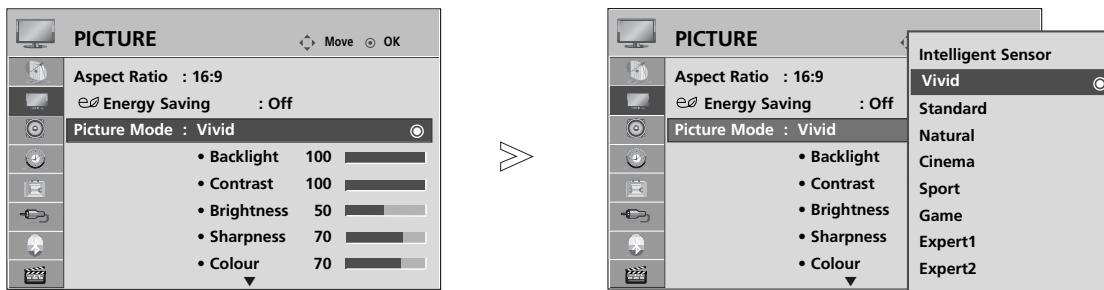 PICTURE
Move OK
Aspect Ratio : 16:9
Energy Saving : Off
Picture Mode : Vivid
• Backlight 100
• Contrast 100
• Brightness 50
• Sharpness 70
• Colour 70
PICTURE
Aspect Ratio : 16:9
Energy Saving : Off
Picture Mode : Vivid
• Backlight
• Contrast
• Brightness
• Sharpness
• Colour
Intelligent Sensor
Vivid
Standard
Natural
Cinema
Sport
Game
Expert1
Expert2